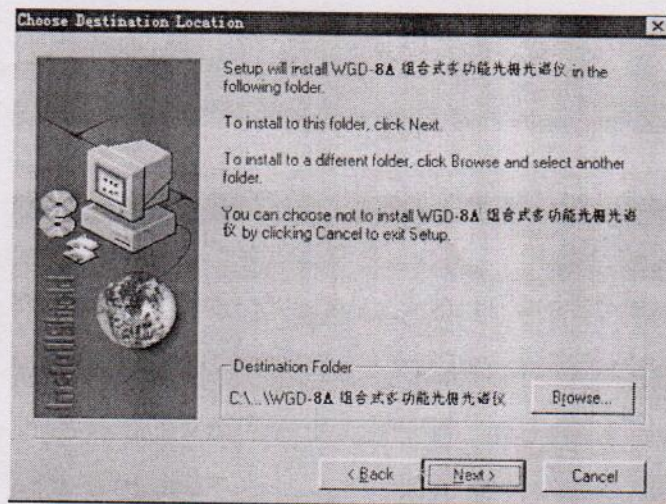 Choose Destination Location
Setup will install WGD-8A 组合式多功能光栅光谱仪 in the
following folder.
To install to this folder, click Next.
To install to a different folder, click Browse and select another
folder.
You can choose not to install WGD-8A 组合式多功能光栅光谱
仪 by clicking Cancel to exit Setup.
InstallShield
Destination Folder
C:\...\WGD-8A 组合式多功能光栅光谱仪
Browse...
< Back
Next >
Cancel